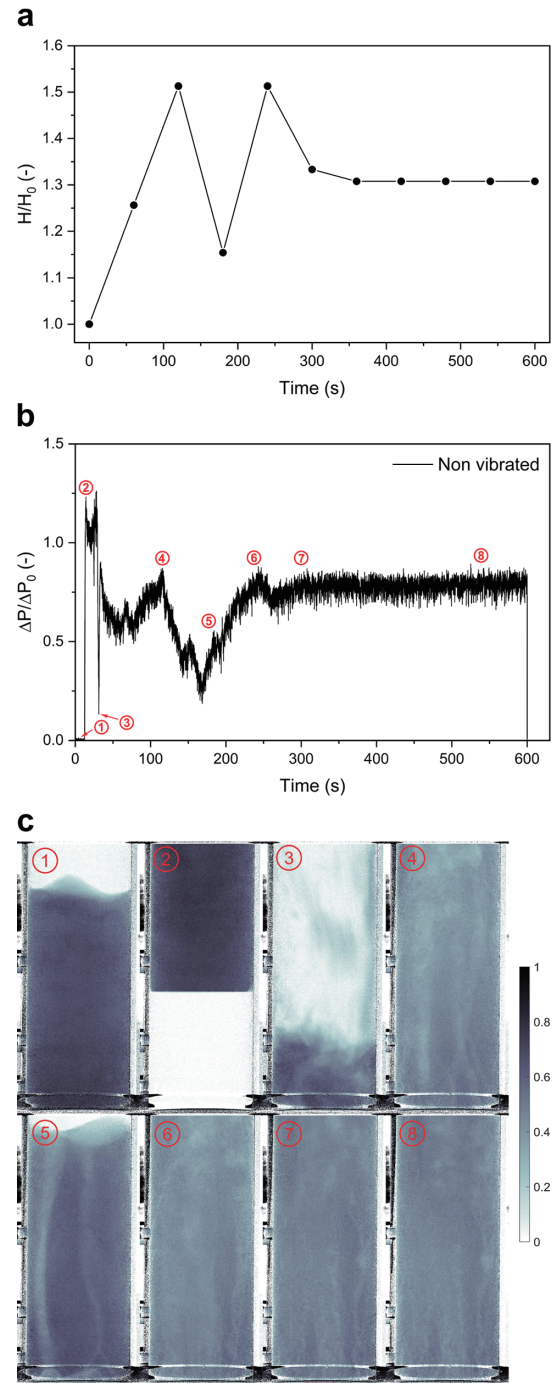 a
1.6
1.5
1.4
1.3
1.2
1.1
1.0
H/H0 (-)
0 100 200 300 400 500 600
Time (s)
b
1.5
1.0
0.5
0.0
ΔP/ΔP0 (-)
Non vibrated
② ④ ⑥ ⑦ ⑧
⑤
① ③
0 100 200 300 400 500 600
Time (s)
c
① ② ③ ④
⑤ ⑥ ⑦ ⑧
1
0.8
0.6
0.4
0.2
0